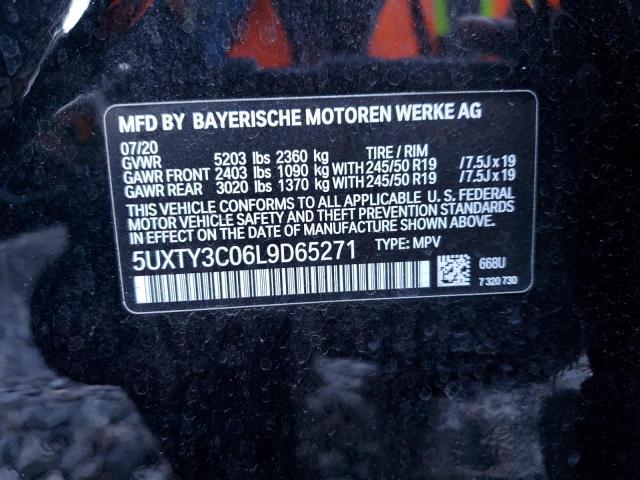 MFD BY BAYERISCHE MOTOREN WERKE AG
07/20
GVWR 5203 lbs 2360 kg TIRE / RIM
GAWR FRONT 2403 lbs 1090 kg WITH 245/50 R19 /7.5J x 19
GAWR REAR 3020 lbs 1370 kg WITH 245/50 R19 /7.5J x 19
THIS VEHICLE CONFORMS TO ALL APPLICABLE U. S. FEDERAL
MOTOR VEHICLE SAFETY AND THEFT PREVENTION STANDARDS
IN EFFECT ON THE DATE OF MANUFACTURE SHOWN ABOVE.
5UXTY3C06L9D65271 TYPE: MPV
668U
7 320 730